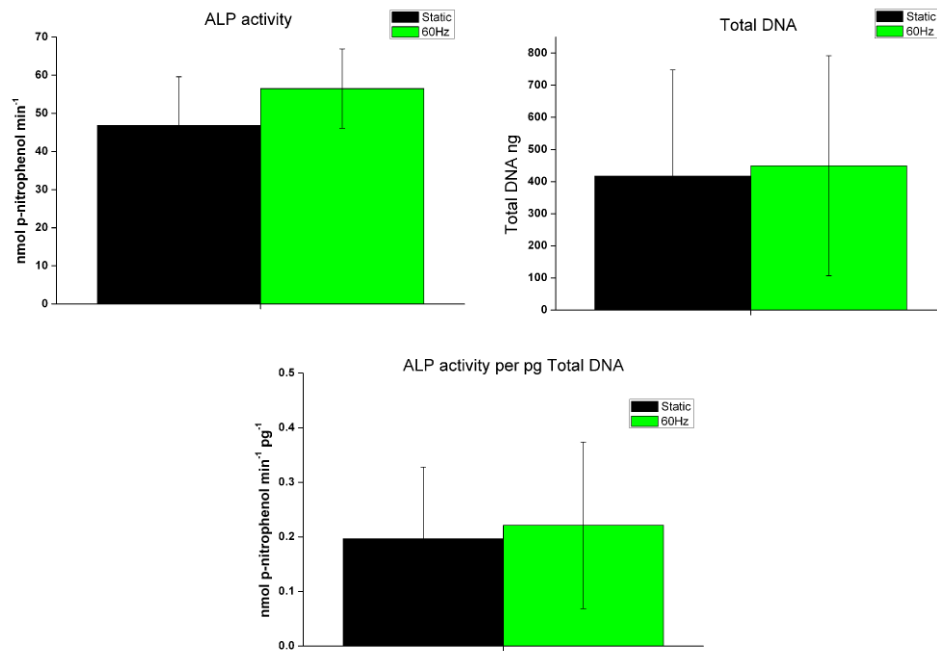 ALP activity
Static
60Hz
nmol p-nitrophenol min-1
70
60
50
40
30
20
10
0
Total DNA
Static
60Hz
Total DNA ng
800
700
600
500
400
300
200
100
0
ALP activity per pg Total DNA
Static
60Hz
nmol p-nitrophenol min-1 pg-1
0.5
0.4
0.3
0.2
0.1
0.0